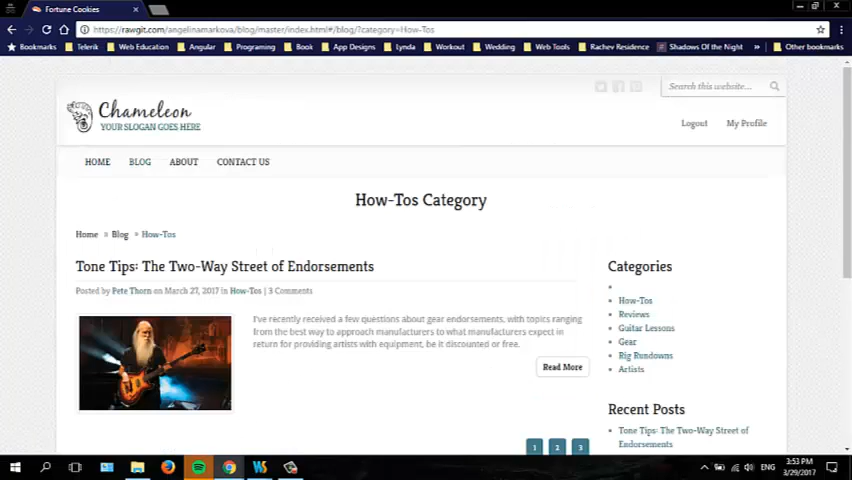 Fortune Cookies
https://rawgit.com/angelinamarkova/blog/master/index.html#/blog/?category=How-Tos
Bookmarks Telerik Web Education Angular Programing Book App Designs Lynda Workout Wedding Web Tools Rachev Residence Shadows Of the Night » Other bookmarks
Search this website...
Chameleon
YOUR SLOGAN GOES HERE
Logout My Profile
HOME BLOG ABOUT CONTACT US
How-Tos Category
Home » Blog » How-Tos
Tone Tips: The Two-Way Street of Endorsements
Posted by Pete Thorn on March 27, 2017 in How-Tos | 3 Comments
I've recently received a few questions about gear endorsements, with topics ranging
from the best way to approach manufacturers to what manufacturers expect in
return for providing artists with equipment, be it discounted or free.
Read More
1 2 3
Categories
How-Tos
Reviews
Guitar Lessons
Gear
Rig Rundowns
Artists
Recent Posts
Tone Tips: The Two-Way Street of
Endorsements
ENG
3:53 PM
3/29/2017